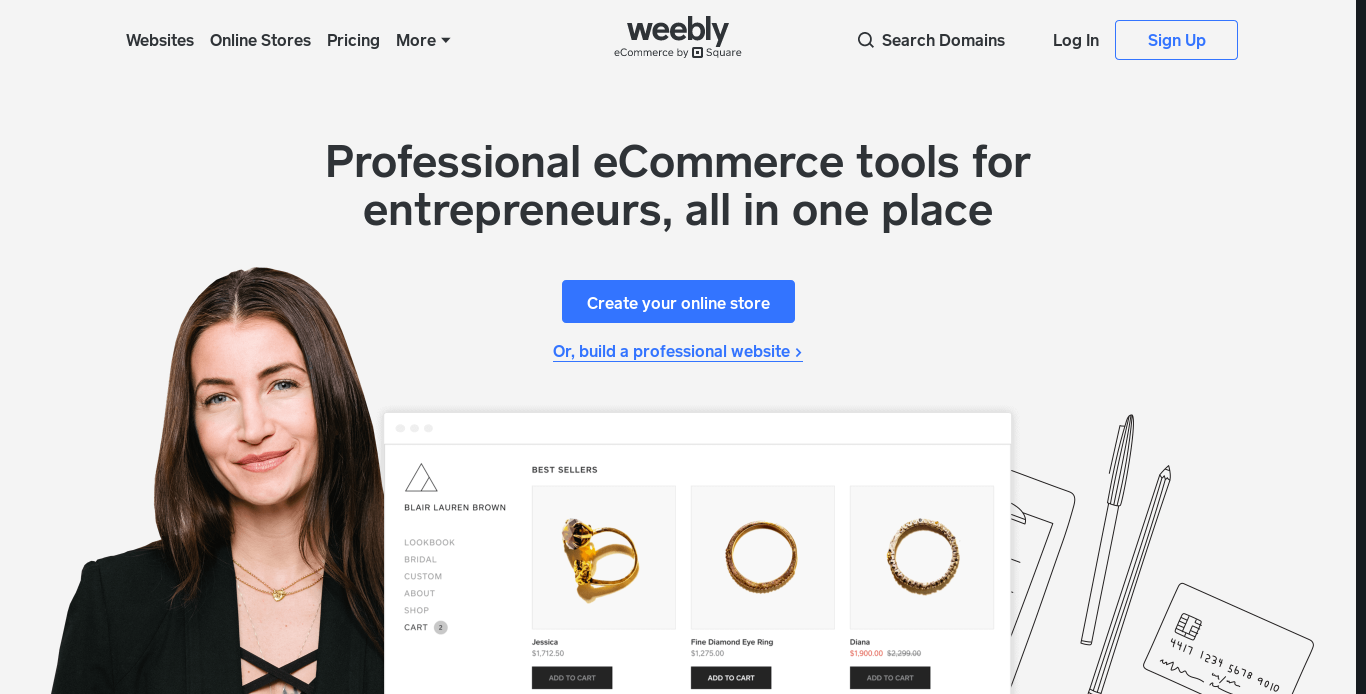 Websites Online Stores Pricing More
weebly
eCommerce by Square
Search Domains
Log In
Sign Up
Professional eCommerce tools for
entrepreneurs, all in one place
Create your online store
Or, build a professional website ›
BLAIR LAUREN BROWN
LOOKBOOK
BRIDAL
CUSTOM
ABOUT
SHOP
CART 2
BEST SELLERS
Jessica
$1,712.50
ADD TO CART
Fine Diamond Eye Ring
$1,275.00
ADD TO CART
Diana
$1,900.00 $2,299.00
ADD TO CART
4417 1234 5678 9010